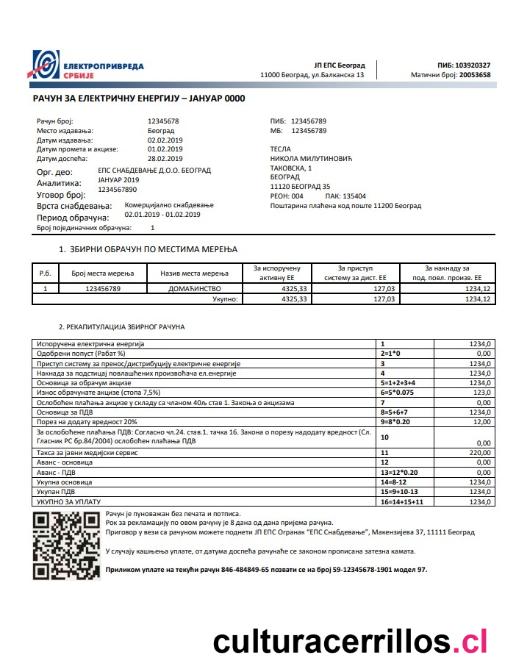 ЕЛЕКТРОПРИВРЕДА
СРБИЈЕ
ЈП ЕПС Београд
11000 Београд, ул.Балканска 13
ПИБ: 103920327
Матични број: 20053658
РАЧУН ЗА ЕЛЕКТРИЧНУ ЕНЕРГИЈУ – ЈАНУАР 0000
Рачун број: 12345678
Место издавања: Београд
Датум издавања: 02.02.2019
Датум промета и акцизе: 01.02.2019
Датум доспећа: 28.02.2019
Орг. део: ЕПС СНАБДЕВАЊЕ Д.О.О. БЕОГРАД
Аналитика: ЈАНУАР 2019
Уговор број: 1234567890
Врста снабдевања: Комерцијално снабдевање
Период обрачуна: 02.01.2019 - 01.02.2019
Број појединачних обрачуна: 1
ПИБ: 123456789
МБ: 123456789
ТЕСЛА
НИКОЛА МИЛУТИНОВИЋ
ТАКОВСКА, 1
БЕОГРАД
11120 БЕОГРАД 35
РЕОН: 004 ПАК: 135404
Поштарина плаћена код поште 11200 Београд
1. ЗБИРНИ ОБРАЧУН ПО МЕСТИМА МЕРЕЊА
Р.б. Број места мерења Назив места мерења За испоручену активну ЕЕ За приступ систему за дист. ЕЕ За накнаду за под. повл. произв. ЕЕ
1 123456789 ДОМАЋИНСТВО 4325,33 127,03 1234,12
Укупно: 4325,33 127,03 1234,12
2. РЕКАПИТУЛАЦИЈА ЗБИРНОГ РАЧУНА
Испоручена електрична енергија 1 1234,0
Одобрени попуст (Рабат %) 2=1*0 0,00
Приступ систему за пренос/дистрибуцију електричне енергије 3 1234,0
Накнада за подстицај повлашћених произвођача ел.енергије 4 1234,0
Основица за обрачум акцизе 5=1+2+3+4 1234,0
Износ обрачунате акцизе (стопа 7,5%) 6=5*0.075 123,0
Ослобођен плаћања акцизе у складу са чланом 40љ став 1. Закоња о акцизама 7 0,00
Основица за ПДВ 8=5+6+7 1234,0
Порез на додату вредност 20% 9=8*0.20 12,00
За ослобођене плаћања ПДВ: Согласно чл.24. став.1. тачка 16. Закона о порезу надодату вредност (Сл.
Гласник РС бр.84/2004) ослобођен плаћања ПДВ 10 0,00
Такса за јавни медијски сервис 11 220,00
Аванс - основица 12 0,00
Аванс - ПДВ 13=12*0.20 0,00
Укупна основица 14=8-12 1234,0
Укупан ПДВ 15=9+10-13 1234,0
УКУПНО ЗА УПЛАТУ 16=14+15+11 1234,0
Рачун је пуноважан без печата и потписа.
Рок за рекламацију по овом рачуну је 8 дана од дана пријема рачуна.
Приговор у вези са рачуном можете поднети ЈП ЕПС Огранак "ЕПС Снабдевање", Макензијева 37, 11111 Београд
У случају кашњења уплате, от датума доспећа рачунаће се законом прописана затезна камата.
Приликом уплате на текући рачун 846-484849-65 позвати се на број 59-12345678-1901 модел 97.
culturacerrillos.cl